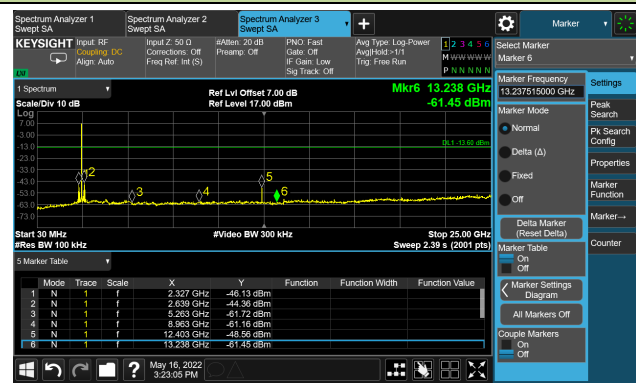 Spectrum Analyzer 1
Swept SA
Spectrum Analyzer 2
Swept SA
Spectrum Analyzer 3
Swept SA
Marker
KEYSIGHT
Input: RF
Coupling: DC
Align: Auto
Input Z: 50 Ω
Corrections: Off
Freq Ref: Int (S)
#Atten: 20 dB
Preamp: Off
PNO: Fast
Gate: Off
IF Gain: Low
Sig Track: Off
Avg Type: Log-Power
Avg|Hold:>1/1
Trig: Free Run
1 2 3 4 5 6
M W W W W W
P N N N N N
LXI
Select Marker
Marker 6
1 Spectrum
Scale/Div 10 dB
Ref Lvl Offset 7.00 dB
Ref Level 17.00 dBm
Mkr6 13.238 GHz
-61.45 dBm
Log
7.00
-3.00
-13.0
-23.0
-33.0
-43.0
-53.0
-63.0
-73.0
DL1 -13.60 dBm
2
3
4
5
6
Start 30 MHz
#Res BW 100 kHz
#Video BW 300 kHz
Stop 25.00 GHz
Sweep 2.39 s (2001 pts)
5 Marker Table
Mode Trace Scale X Y Function Function Width Function Value
1 N 1 f 2.327 GHz -46.13 dBm
2 N 1 f 2.639 GHz -44.36 dBm
3 N 1 f 5.263 GHz -61.72 dBm
4 N 1 f 8.963 GHz -61.16 dBm
5 N 1 f 12.403 GHz -48.56 dBm
6 N 1 f 13.238 GHz -61.45 dBm
Marker Frequency
13.237515000 GHz
Marker Mode
Normal
Delta (Δ)
Fixed
Off
Delta Marker
(Reset Delta)
Marker Table
On
Off
Marker Settings
Diagram
All Markers Off
Couple Markers
On
Off
Settings
Peak
Search
Pk Search
Config
Properties
Marker
Function
Marker→
Counter
?
May 16, 2022
3:23:05 PM